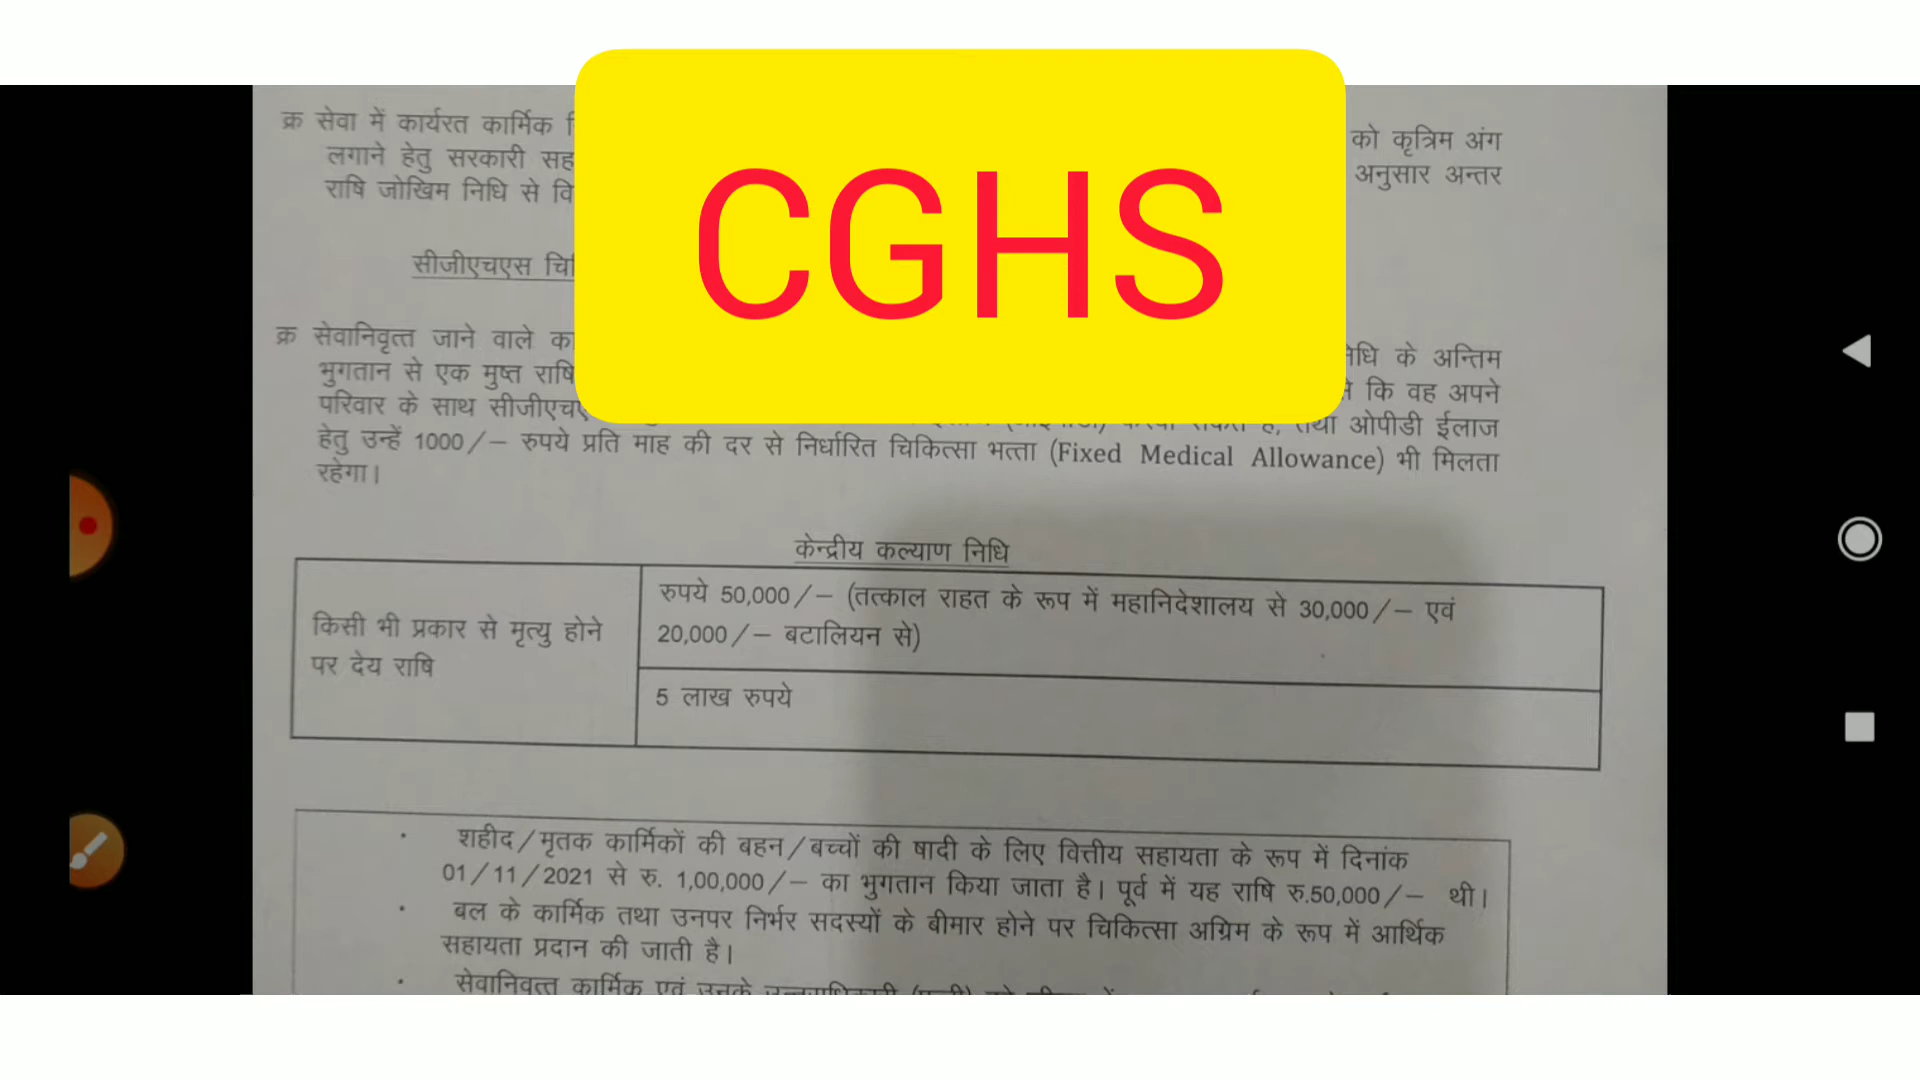 CGHS
क्र सेवा में कार्यरत कार्मिक को कृत्रिम अंग
लगाने हेतु सरकारी अनुसार अन्तर
राषि जोखिम निधि से
सीजीएचएस
क्र सेवानिवृत्त जाने वाले के अन्तिम
भुगतान से एक मुष्त राषि कि वह अपने
परिवार के साथ तथा ओपीडी ईलाज
हेतु उन्हें 1000/– रुपये प्रति माह की दर से निर्धारित चिकित्सा भत्ता (Fixed Medical Allowance) भी मिलता
रहेगा।
केन्द्रीय कल्याण निधि
किसी भी प्रकार से मृत्यु होने
पर देय राषि
रुपये 50,000/– (तत्काल राहत के रूप में महानिदेशालय से 30,000/– एवं
20,000/– बटालियन से)
5 लाख रुपये
· शहीद/मृतक कार्मिकों की बहन/बच्चों की षादी के लिए वित्तीय सहायता के रूप में दिनांक
01/11/2021 से रु. 1,00,000/– का भुगतान किया जाता है। पूर्व में यह राषि रु.50,000/– थी।
· बल के कार्मिक तथा उनपर निर्भर सदस्यों के बीमार होने पर चिकित्सा अग्रिम के रूप में आर्थिक
सहायता प्रदान की जाती है।
· सेवानिवृत्त कार्मिक एवं उनके